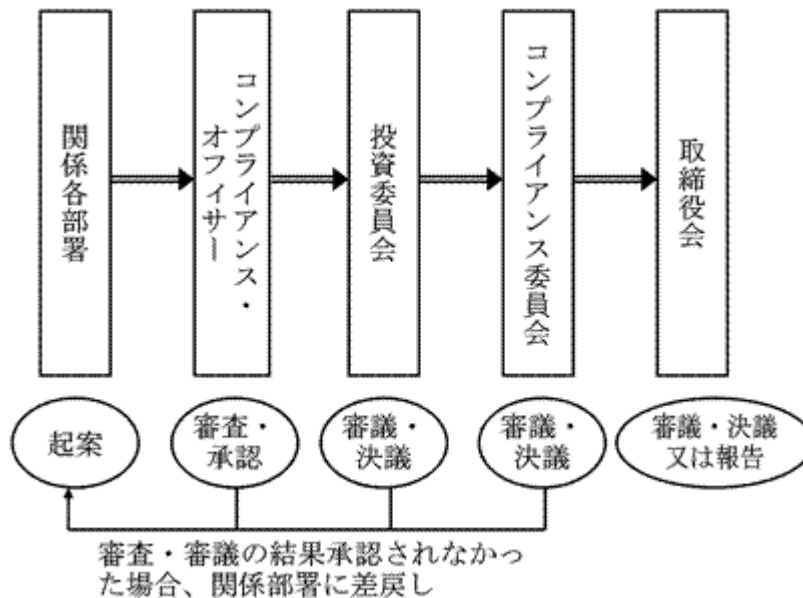 関係各部署
コンプライアンス・
オフィサー
投資委員会
コンプライアンス委員会
取締役会
起案
審査・
承認
審議・
決議
審議・
決議
審議・決議
又は報告
審査・審議の結果承認されなかっ
た場合、関係部署に差戻し